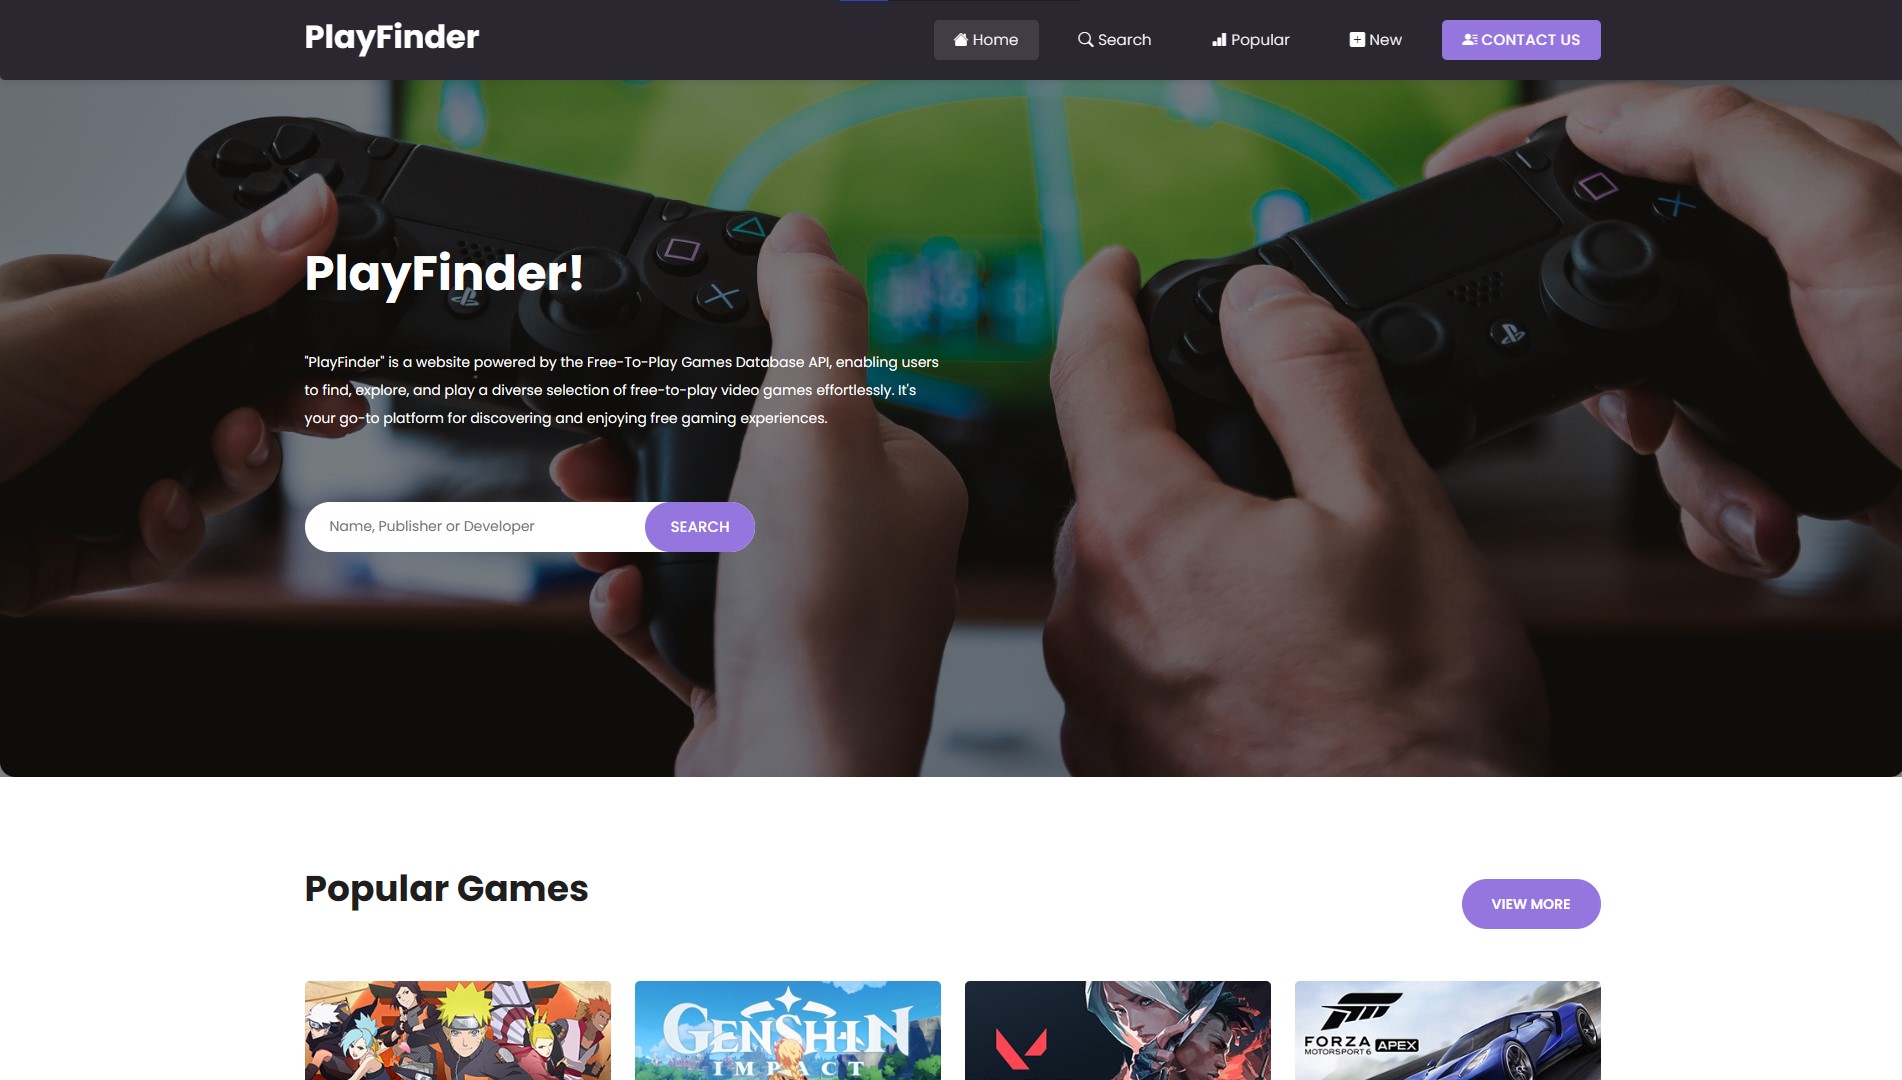 PlayFinder
Home
Search
Popular
New
CONTACT US
PlayFinder!
"PlayFinder" is a website powered by the Free-To-Play Games Database API, enabling users
to find, explore, and play a diverse selection of free-to-play video games effortlessly. It's
your go-to platform for discovering and enjoying free gaming experiences.
Name, Publisher or Developer
SEARCH
Popular Games
VIEW MORE
GENSHIN
IMPACT
FORZA
MOTORSPORT 6 APEX